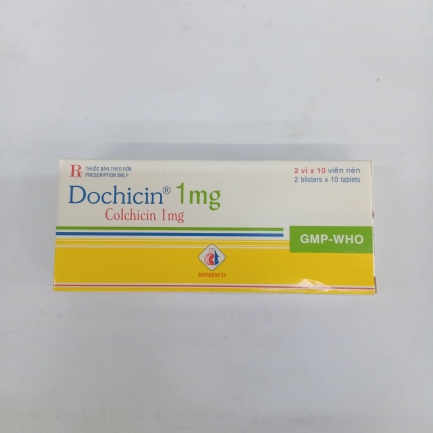 Rx THUỐC BÁN THEO ĐƠN
PRESCRIPTION ONLY
2 vỉ x 10 viên nén
2 blisters x 10 tablets
Dochicin® 1mg
Colchicin 1mg
GMP-WHO
DOMESCO